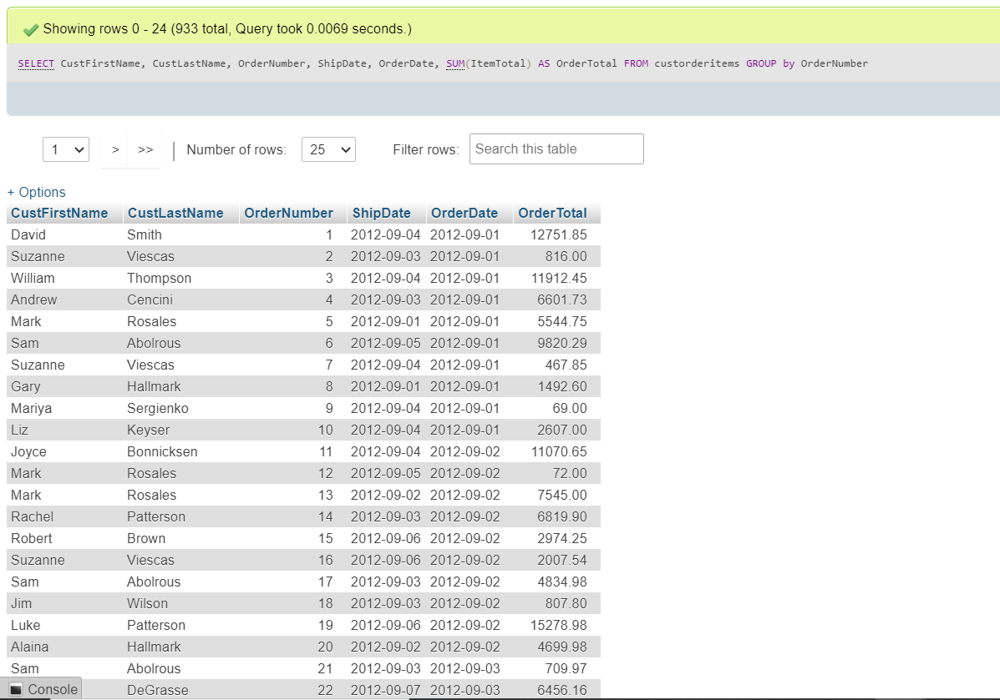 Showing rows 0 - 24 (933 total, Query took 0.0069 seconds.)
SELECT CustFirstName, CustLastName, OrderNumber, ShipDate, OrderDate, SUM(ItemTotal) AS OrderTotal FROM custorderitems GROUP by OrderNumber
1 > >> | Number of rows: 25 Filter rows: Search this table
+ Options
CustFirstName CustLastName OrderNumber ShipDate OrderDate OrderTotal
David Smith 1 2012-09-04 2012-09-01 12751.85
Suzanne Viescas 2 2012-09-03 2012-09-01 816.00
William Thompson 3 2012-09-04 2012-09-01 11912.45
Andrew Cencini 4 2012-09-03 2012-09-01 6601.73
Mark Rosales 5 2012-09-01 2012-09-01 5544.75
Sam Abolrous 6 2012-09-05 2012-09-01 9820.29
Suzanne Viescas 7 2012-09-04 2012-09-01 467.85
Gary Hallmark 8 2012-09-01 2012-09-01 1492.60
Mariya Sergienko 9 2012-09-04 2012-09-01 69.00
Liz Keyser 10 2012-09-04 2012-09-01 2607.00
Joyce Bonnicksen 11 2012-09-04 2012-09-02 11070.65
Mark Rosales 12 2012-09-05 2012-09-02 72.00
Mark Rosales 13 2012-09-02 2012-09-02 7545.00
Rachel Patterson 14 2012-09-03 2012-09-02 6819.90
Robert Brown 15 2012-09-06 2012-09-02 2974.25
Suzanne Viescas 16 2012-09-06 2012-09-02 2007.54
Sam Abolrous 17 2012-09-03 2012-09-02 4834.98
Jim Wilson 18 2012-09-03 2012-09-02 807.80
Luke Patterson 19 2012-09-06 2012-09-02 15278.98
Alaina Hallmark 20 2012-09-02 2012-09-02 4699.98
Sam Abolrous 21 2012-09-03 2012-09-03 709.97
Console DeGrasse 22 2012-09-07 2012-09-03 6456.16